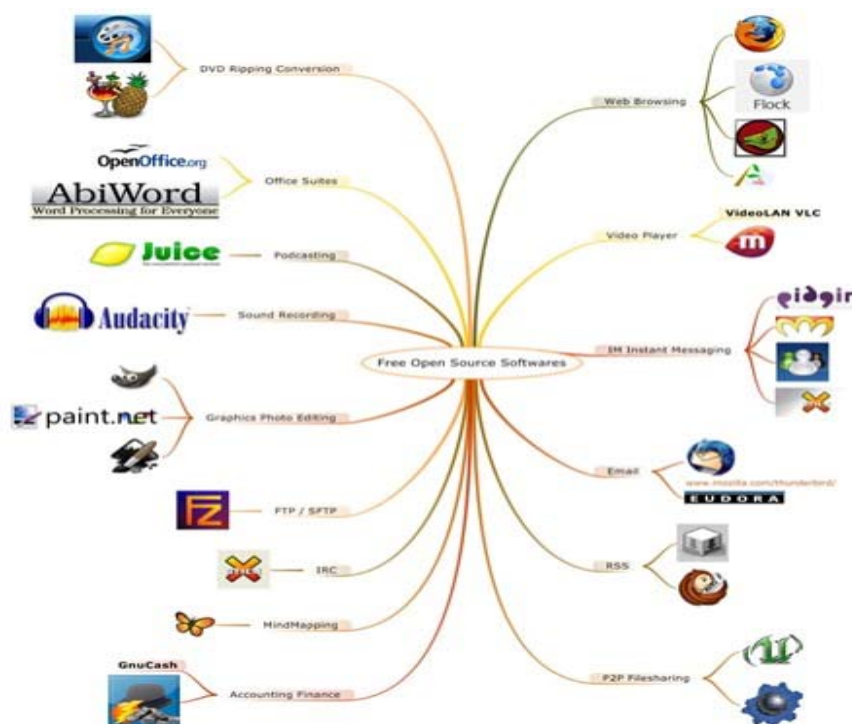 DVD Ripping Conversion
OpenOffice.org
AbiWord
Word Processing for Everyone
Office Suites
Juice
Podcasting
Audacity
Sound Recording
paint.net
Graphics Photo Editing
Fz
FTP / SFTP
IRC
MindMapping
GnuCash
Accounting Finance
Free Open Source Softwares
Web Browsing
Flock
Video Player
VideoLAN VLC
m
IM Instant Messaging
pidgin
Email
www.mozilla.com/thunderbird/
EUDORA
RSS
P2P Filesharing